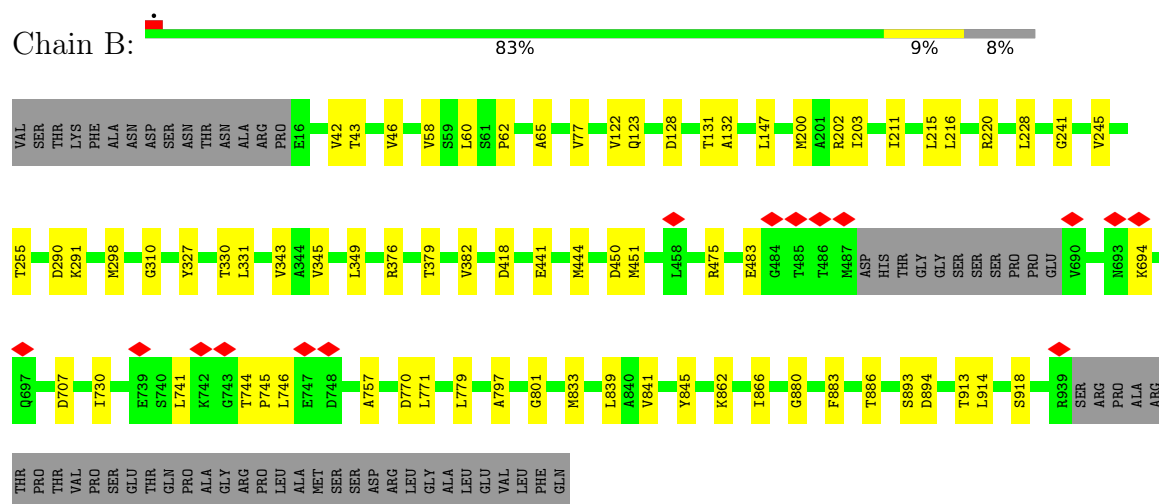 Chain B:
83% 9% 8%
VAL SER THR LYS PHE ALA ASN ASP SER ASN THR ASN ALA ARG PRO E16 V42 T43 V46 V58 S59 L60 S61 P62 A65 V77 V122 Q123 D128 T131 A132 L147 M200 A201 R202 I203 I211 L215 L216 R220 L228 G241 V245
T255 D290 K291 M298 G310 Y327 T330 L331 V343 A344 V345 L349 R376 T379 V382 D418 E441 M444 D450 M451 L458 R475 E483 G484 T485 T486 M487 ASP HIS THR GLY GLY SER SER SER PRO PRO GLU V690 N693 K694
Q697 D707 I730 E739 S740 L741 K742 G743 T744 P745 L746 E747 D748 A757 D770 L771 L779 A797 G801 M833 L839 A840 V841 Y845 K862 I866 G880 F883 T886 S893 D894 T913 L914 S918 R939 SER ARG PRO ALA ARG
THR PRO THR VAL PRO SER GLU THR GLN PRO ALA GLY ARG PRO LEU ALA MET SER SER ASP ARG LEU GLY ALA LEU GLU VAL LEU PHE GLN